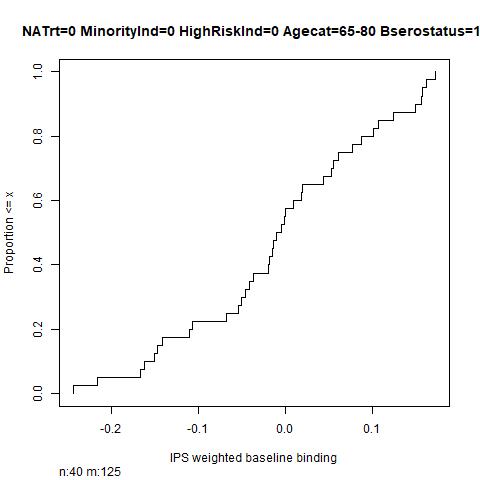 NATrt=0 MinorityInd=0 HighRiskInd=0 Agecat=65-80 Bserostatus=1
Proportion <= x
1.0
0.8
0.6
0.4
0.2
0.0
-0.2 -0.1 0.0 0.1
IPS weighted baseline binding
n:40 m:125